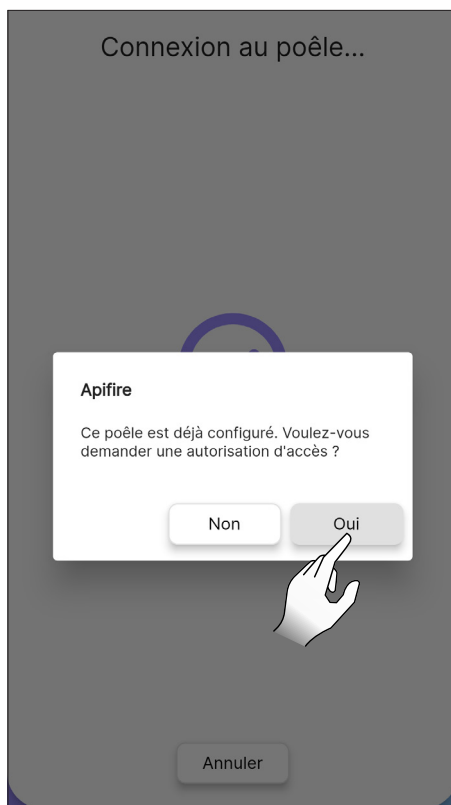 Connexion au poêle...
Apifire
Ce poêle est déjà configuré. Voulez-vous
demander une autorisation d'accès ?
Non
Oui
Annuler